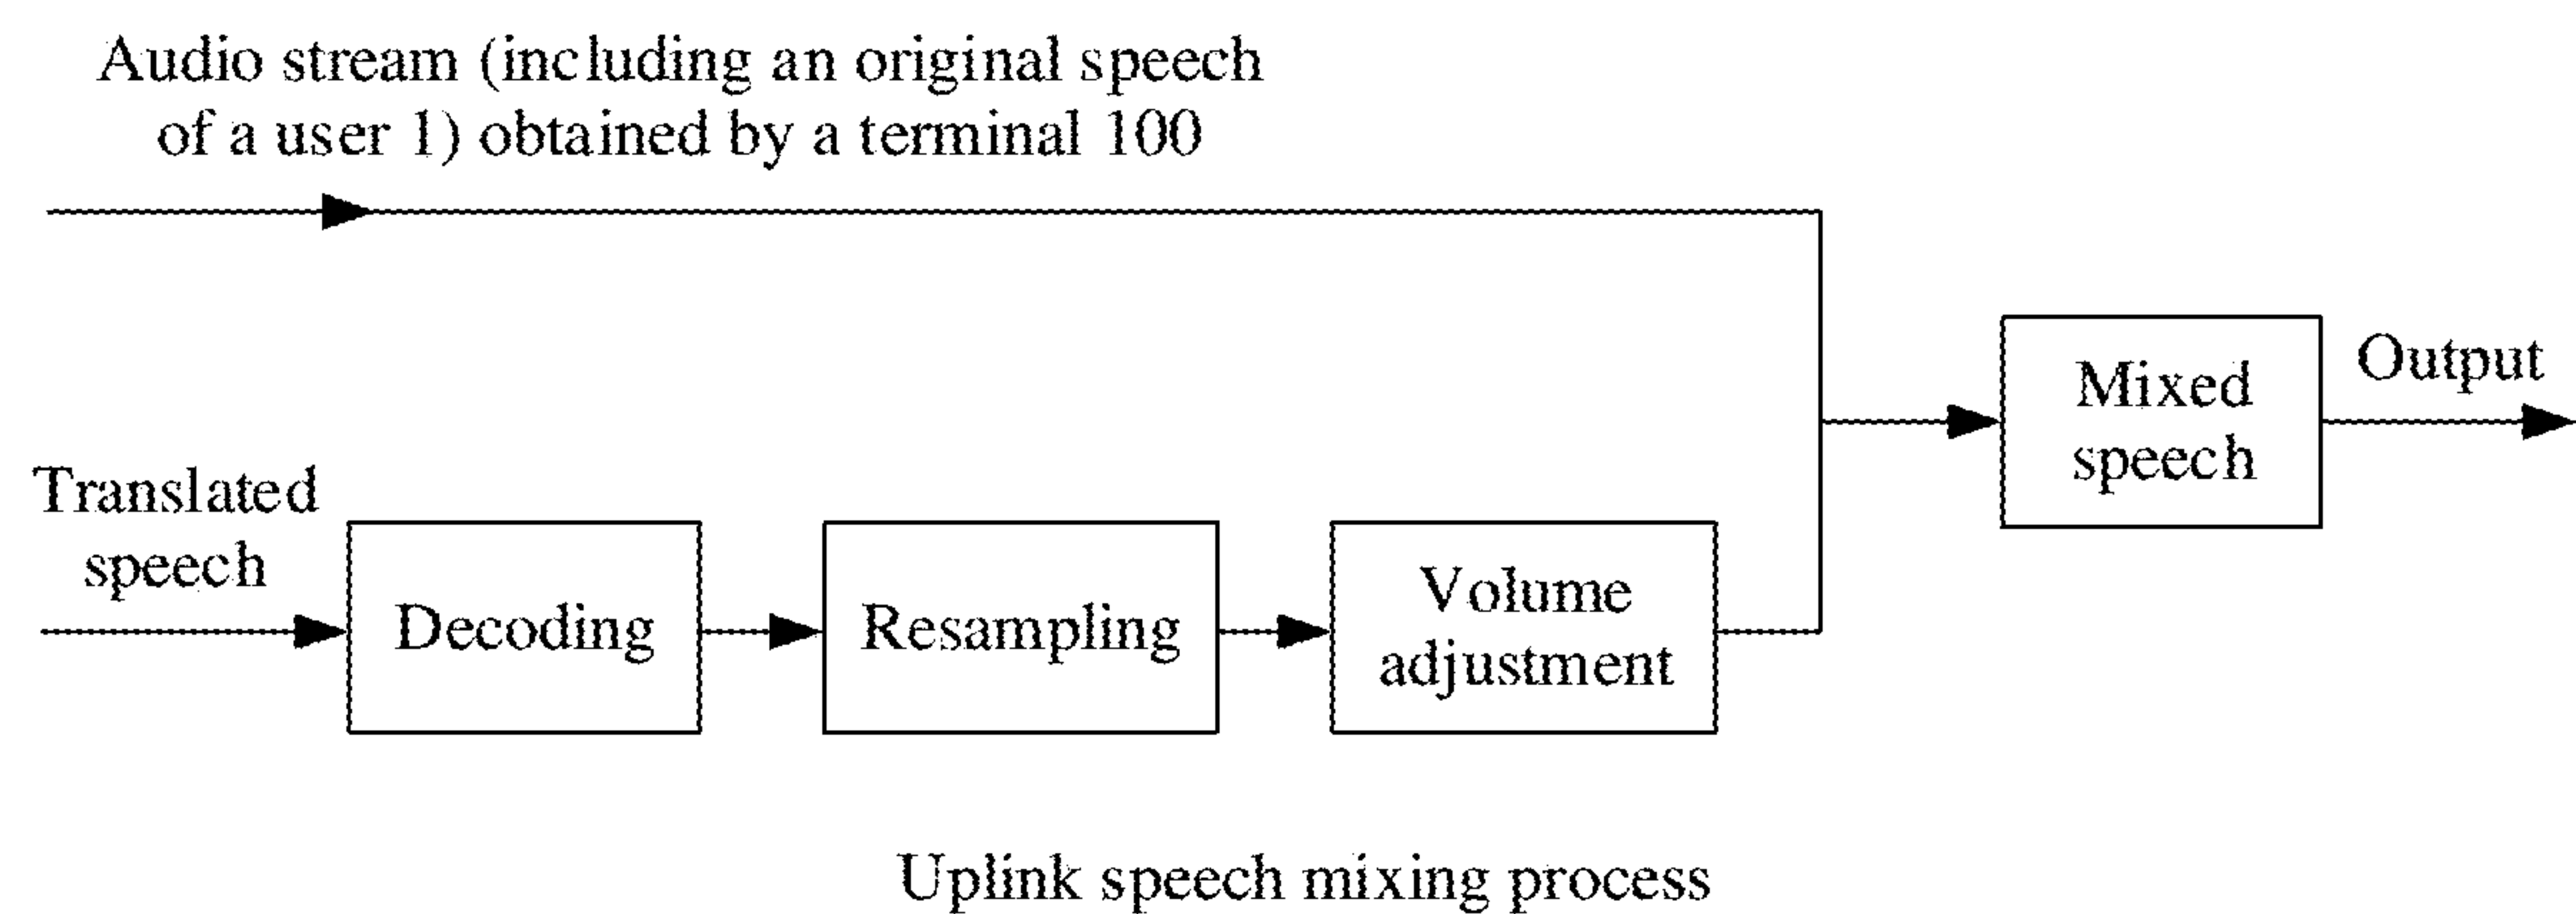 Audio stream (including an original speech
of a user 1) obtained by a terminal 100
Mixed
speech
Output
Translated
speech
Decoding
Resampling
Volume
adjustment
Uplink speech mixing process